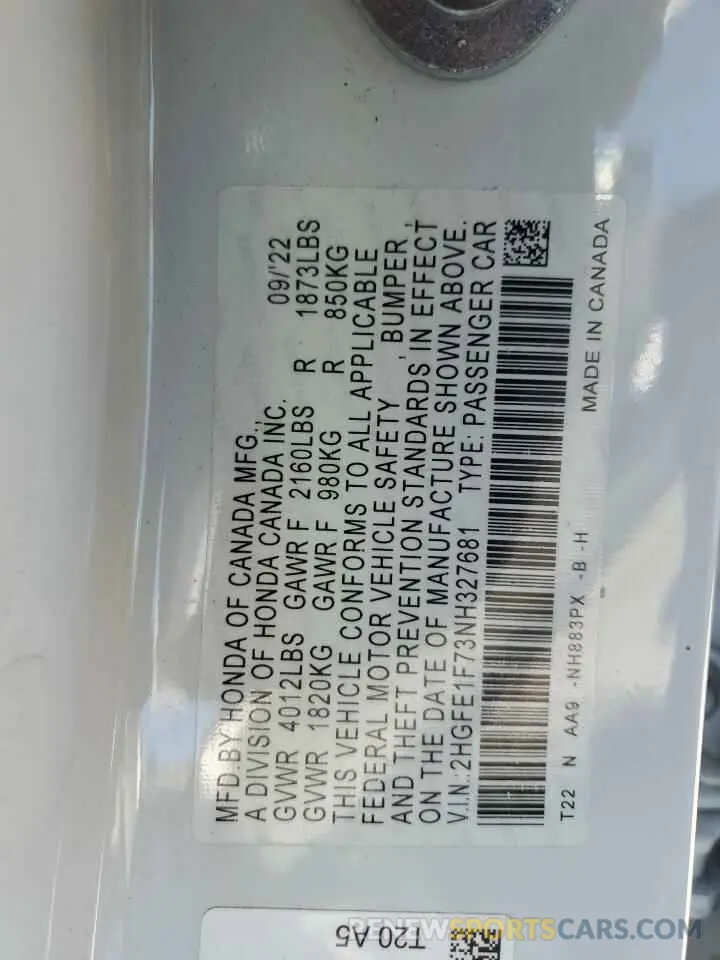 MFD.BY HONDA OF CANADA MFG.,
A DIVISION OF HONDA CANADA INC. 09/'22
GVWR 4012LBS GAWR F 2160LBS R 1873LBS
GVWR 1820KG GAWR F 980KG R 850KG
THIS VEHICLE CONFORMS TO ALL APPLICABLE
FEDERAL MOTOR VEHICLE SAFETY , BUMPER ,
AND THEFT PREVENTION STANDARDS IN EFFECT
ON THE DATE OF MANUFACTURE SHOWN ABOVE.
V.I.N.:2HGFE1F73NH327681 TYPE: PASSENGER CAR
T22 N AA9 -NH883PX -B -H MADE IN CANADA
T20 A5
RENEWSPORTSCARS.COM